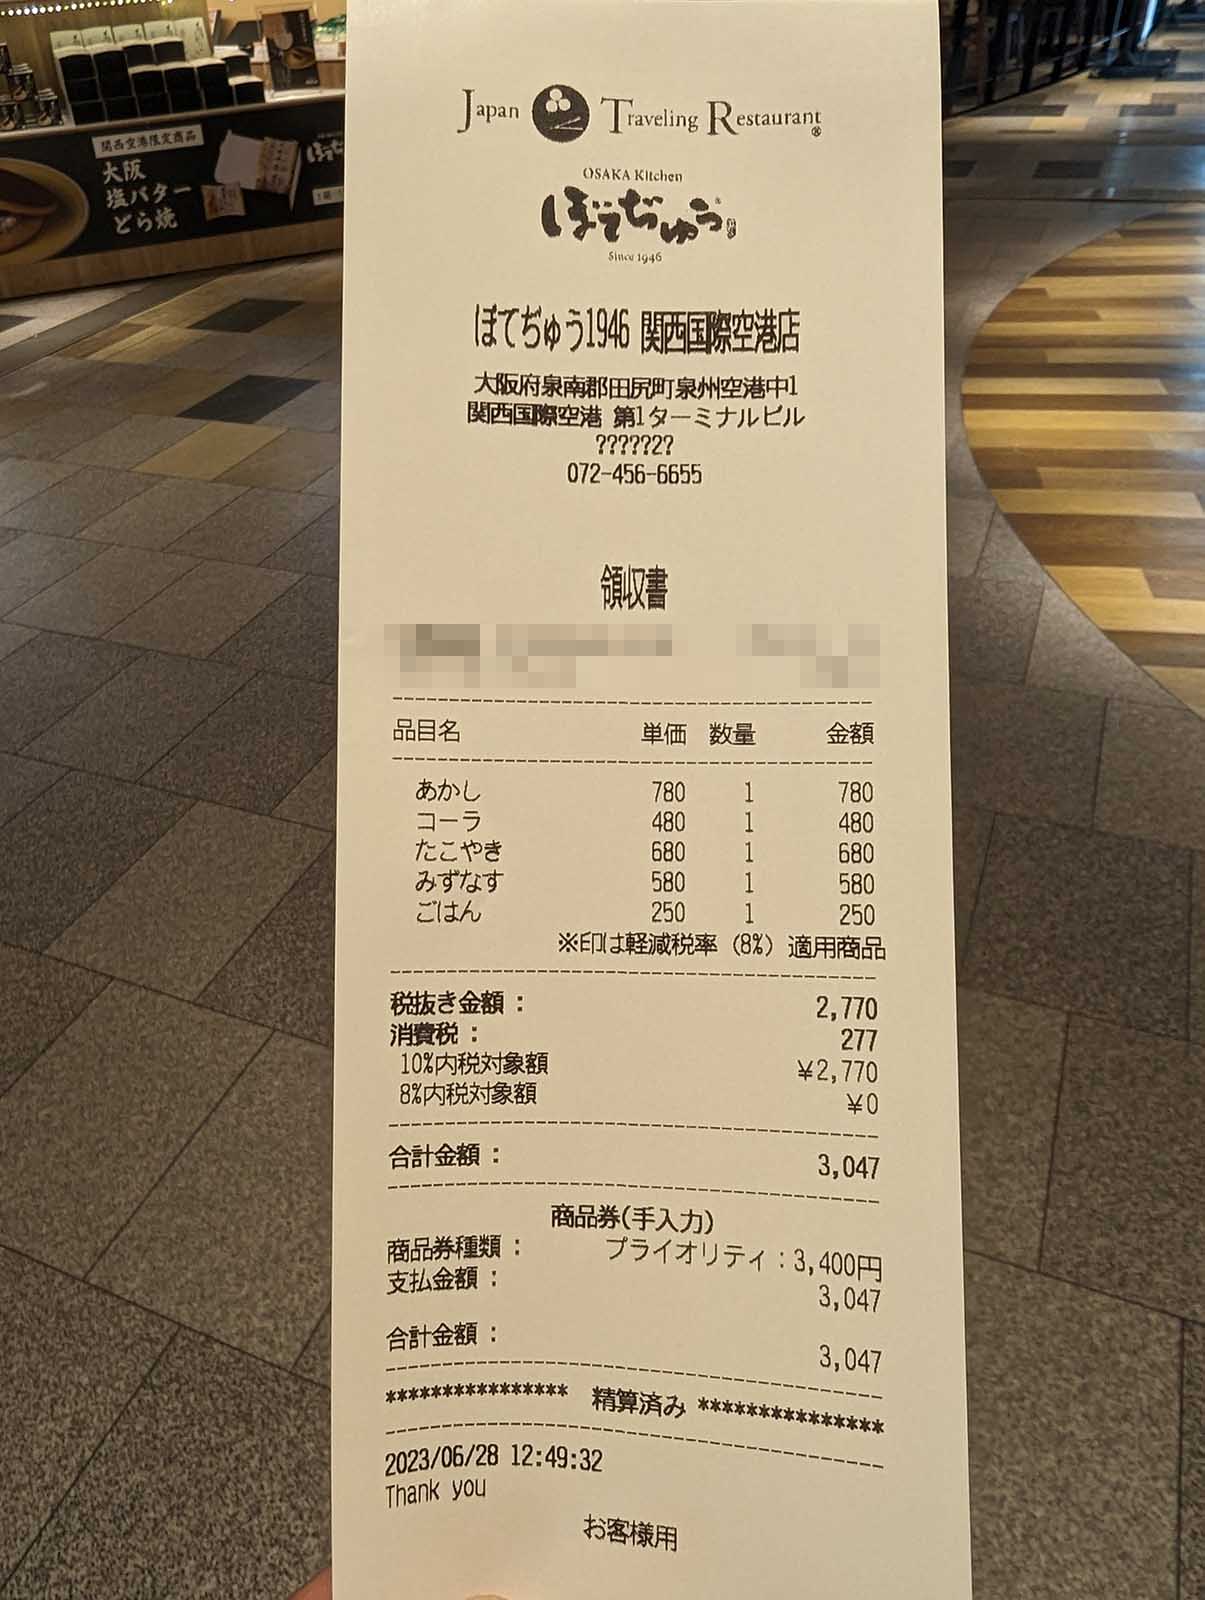 関西空港限定商品
大阪
塩バター
どら焼
Japan Traveling Restaurant®
OSAKA Kitchen
ぼてぢゅう®
Since 1946
ぼてぢゅう1946 関西国際空港店
大阪府泉南郡田尻町泉州空港中1
関西国際空港 第1ターミナルビル
??????2?
072-456-6655
領収書
品目名 単価 数量 金額
あかし 780 1 780
コーラ 480 1 480
たこやき 680 1 680
みずなす 580 1 580
ごはん 250 1 250
※印は軽減税率 (8%) 適用商品
税抜き金額 : 2,770
消費税 : 277
10%内税対象額 ¥2,770
8%内税対象額 ¥0
合計金額 : 3,047
商品券(手入力)
商品券種類 : プライオリティ:3,400円
支払金額 : 3,047
合計金額 : 3,047
**************** 精算済み ****************
2023/06/28 12:49:32
Thank you
お客様用